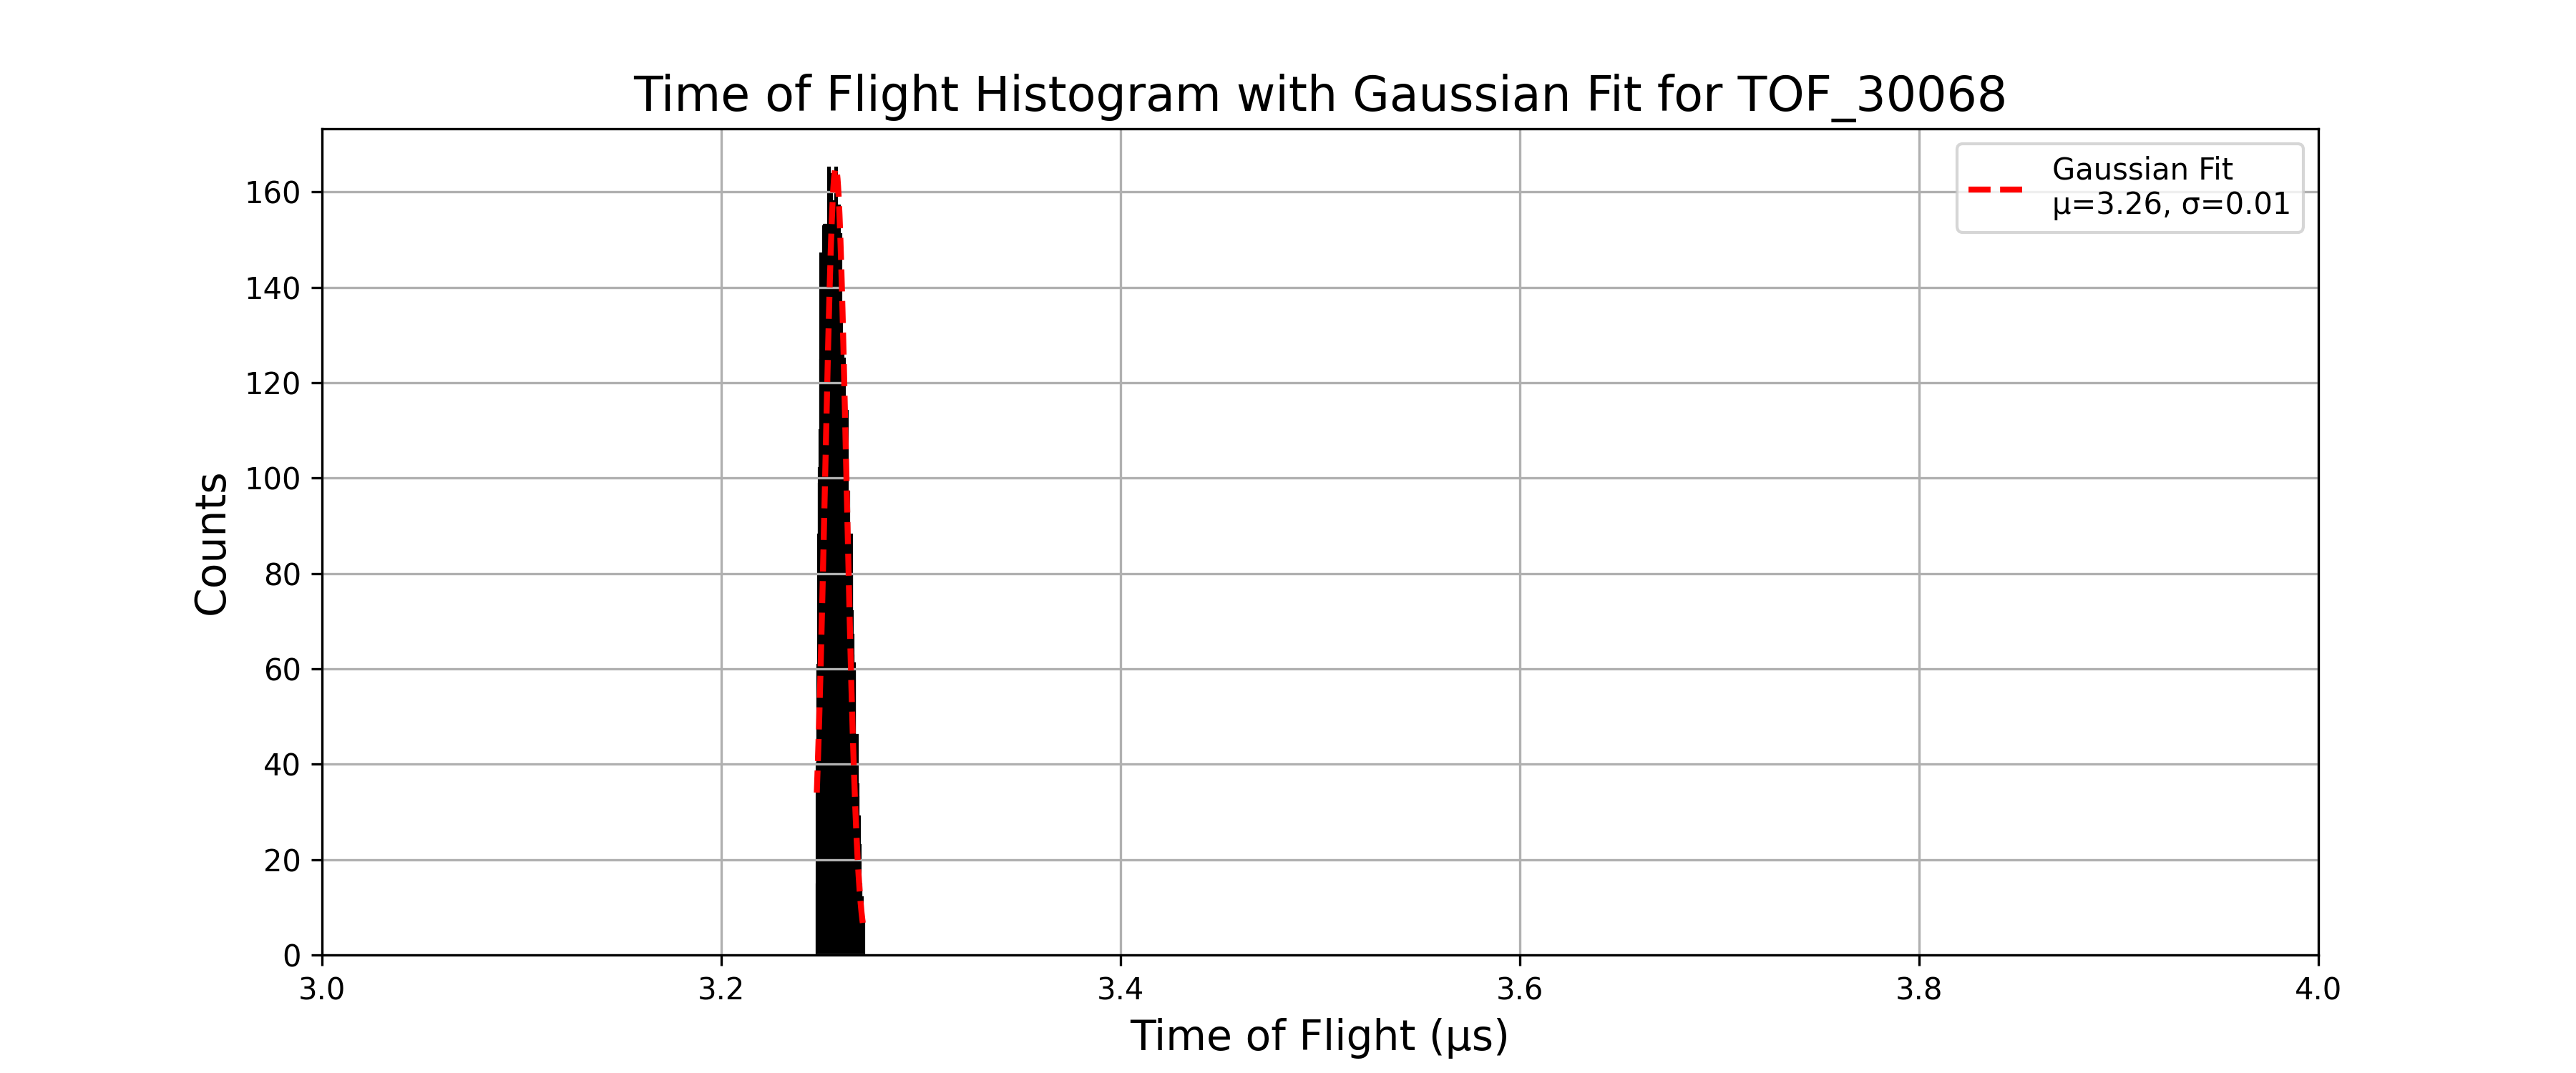 Time of Flight Histogram with Gaussian Fit for TOF_30068
Gaussian Fit
μ=3.26, σ=0.01
160
140
120
100
80
60
40
20
0
Counts
3.0 3.2 3.4 3.6 3.8 4.0
Time of Flight (μs)